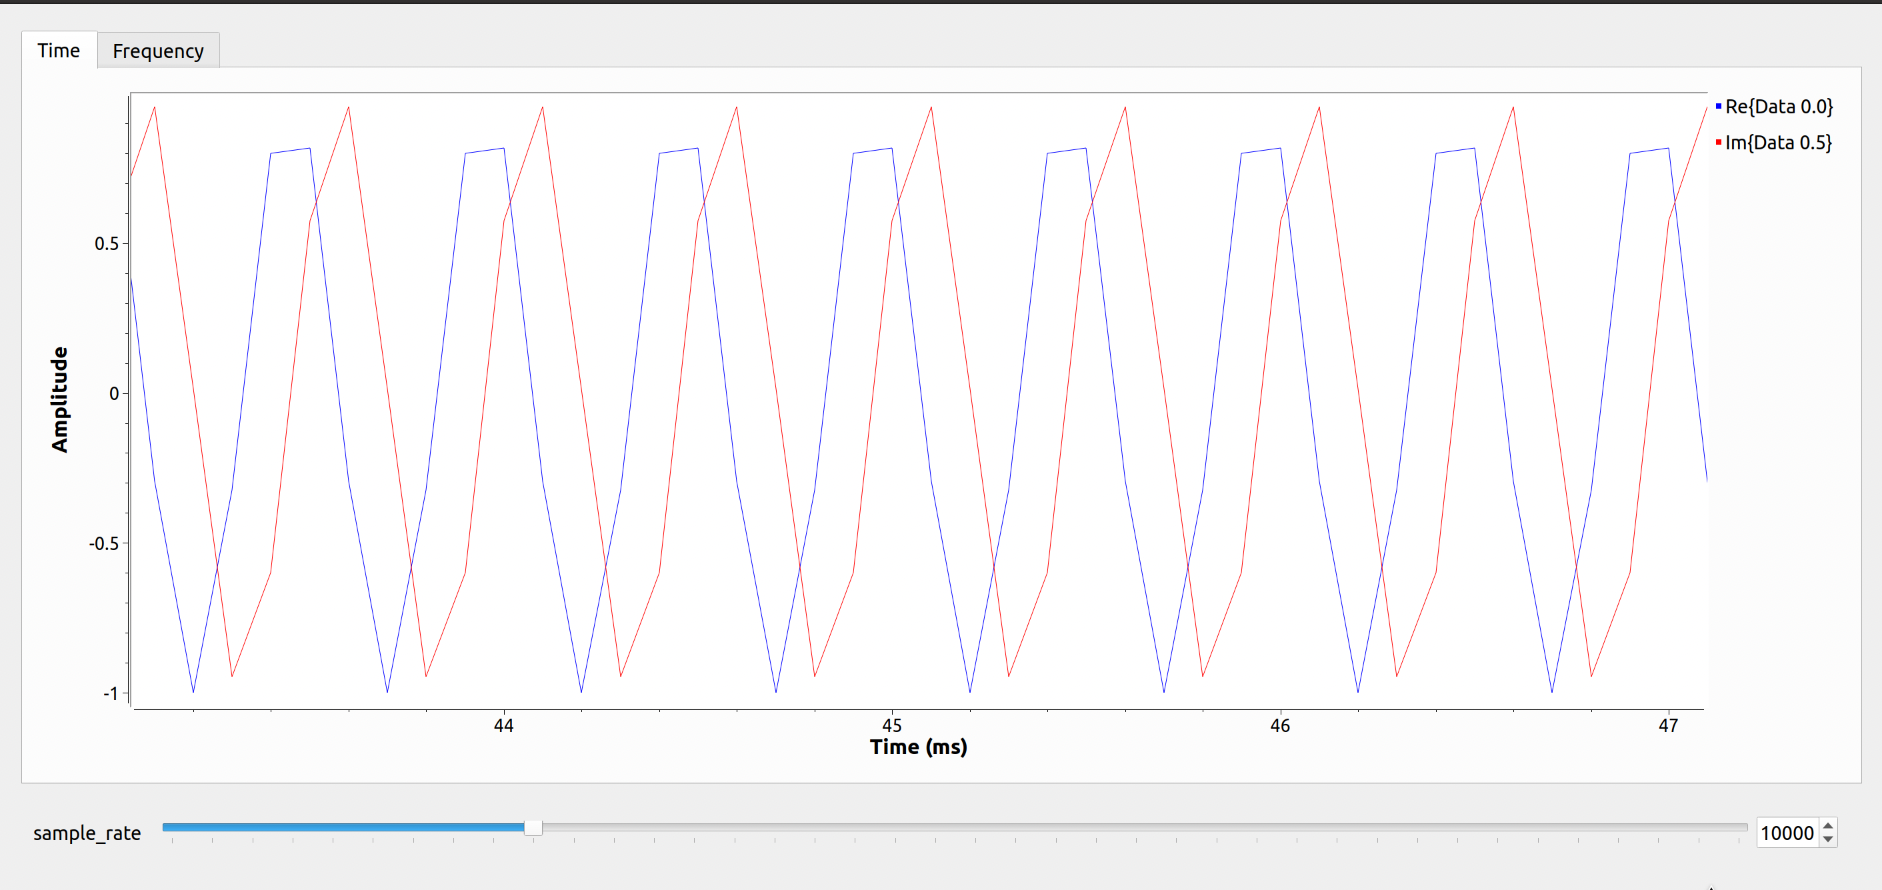 Time Frequency
Re{Data 0.0}
Im{Data 0.5}
0.5
0
-0.5
-1
Amplitude
44 45 46 47
Time (ms)
sample_rate 10000